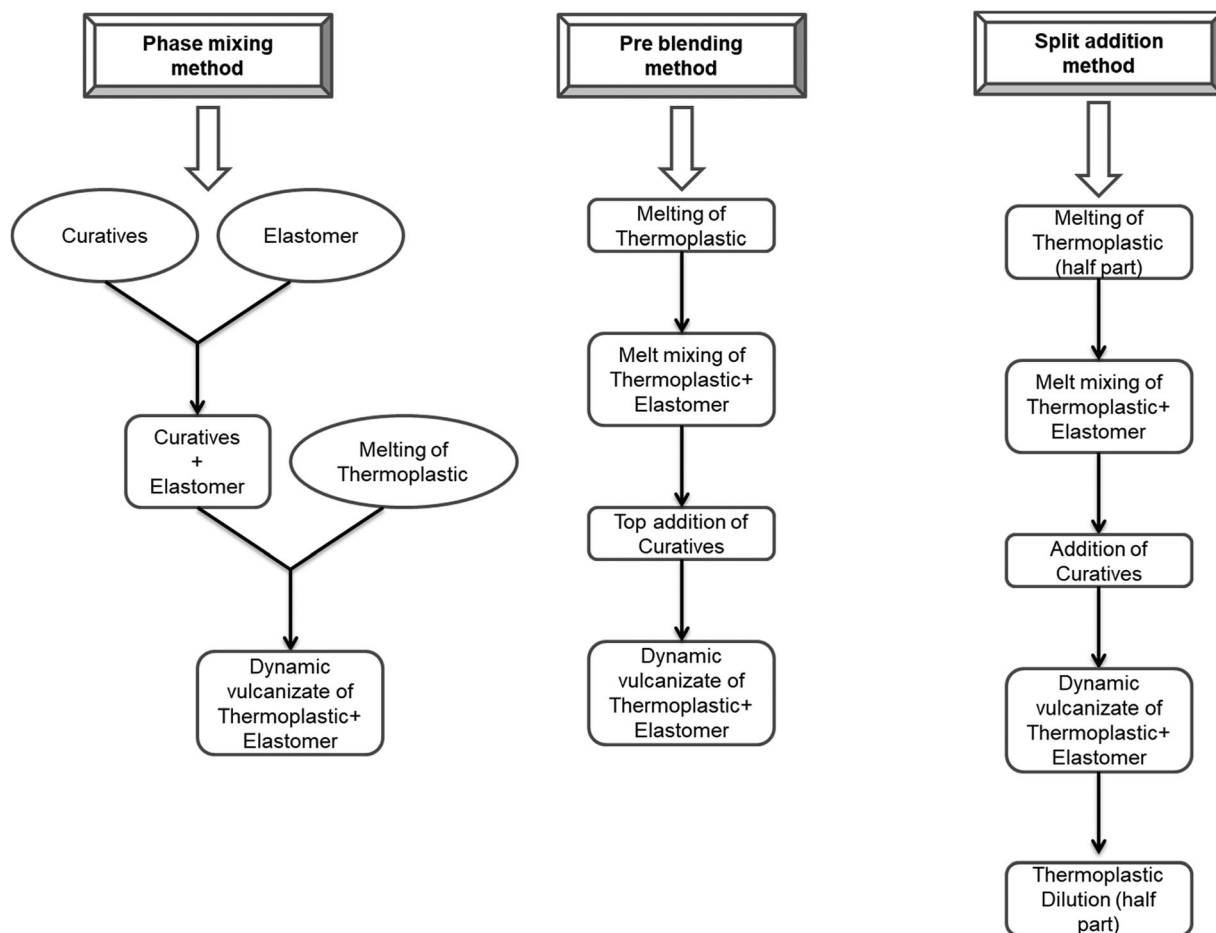 Phase mixing
method
Curatives
Elastomer
Curatives
+
Elastomer
Melting of
Thermoplastic
Dynamic
vulcanizate of
Thermoplastic+
Elastomer
Pre blending
method
Melting of
Thermoplastic
Melt mixing of
Thermoplastic+
Elastomer
Top addition of
Curatives
Dynamic
vulcanizate of
Thermoplastic+
Elastomer
Split addition
method
Melting of
Thermoplastic
(half part)
Melt mixing of
Thermoplastic+
Elastomer
Addition of
Curatives
Dynamic
vulcanizate of
Thermoplastic+
Elastomer
Thermoplastic
Dilution (half
part)